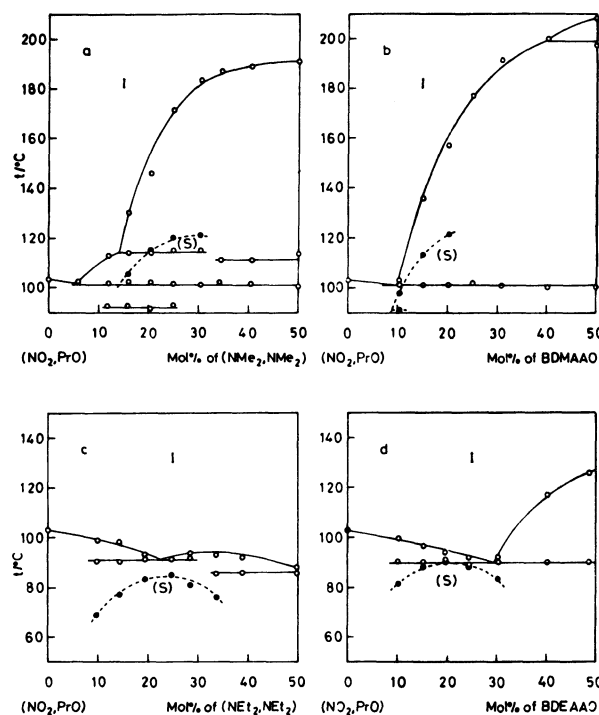 a
b
I
I
t/°C
200
180
160
140
120
100
200
180
160
140
120
100
(S)
(S)
0 10 20 30 40 50
0 10 20 30 40 50
(NO2,PrO) Mol% of (NMe2,NMe2)
(NO2,PrO) Mol% of BDMAAO
c
d
I
I
t/°C
140
120
100
80
60
140
120
100
80
60
(S)
(S)
0 10 20 30 40 50
0 10 20 30 40 50
(NO2,PrO) Mol% of (NEt2,NEt2)
(NO2,PrO) Mol% of BDEAAO